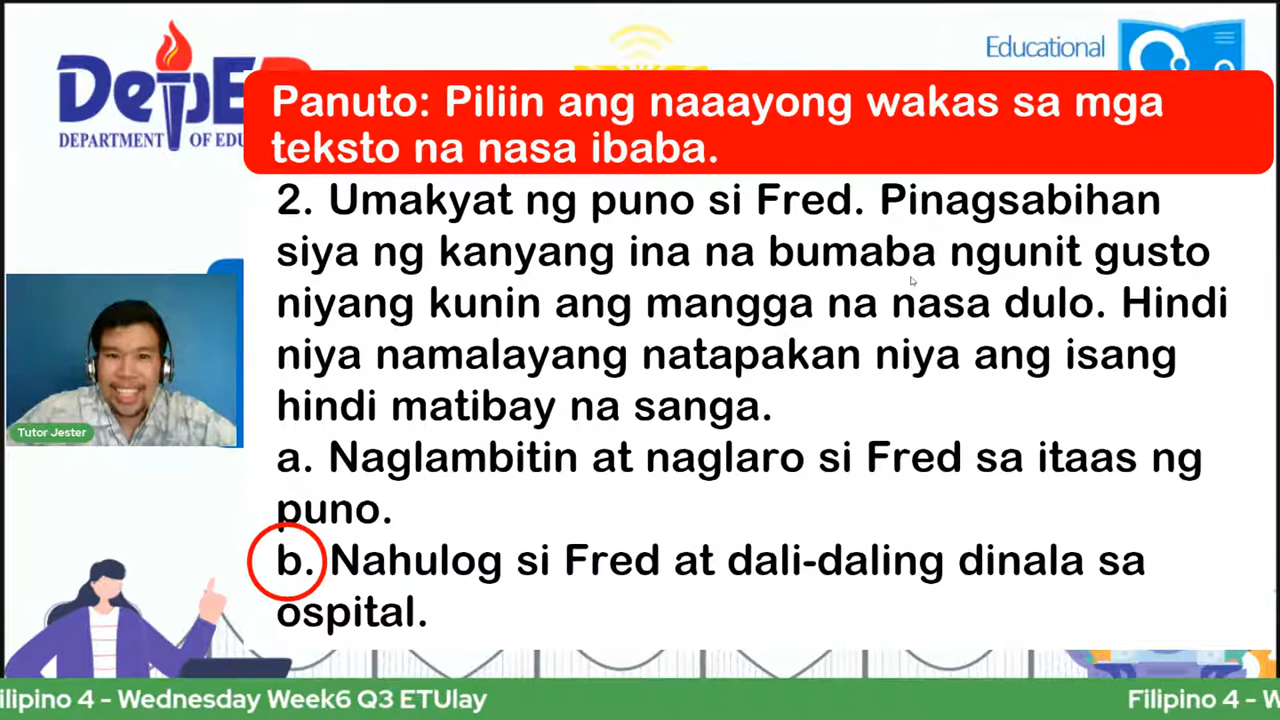 DepED
DEPARTMENT OF EDU
Educational
Panuto: Piliin ang naaayong wakas sa mga
teksto na nasa ibaba.
2. Umakyat ng puno si Fred. Pinagsabihan
siya ng kanyang ina na bumaba ngunit gusto
niyang kunin ang mangga na nasa dulo. Hindi
niya namalayang natapakan niya ang isang
hindi matibay na sanga.
a. Naglambitin at naglaro si Fred sa itaas ng
puno.
b. Nahulog si Fred at dali-daling dinala sa
ospital.
Tutor Jester
ilipino 4 - Wednesday Week6 Q3 ETUlay
Filipino 4 - W